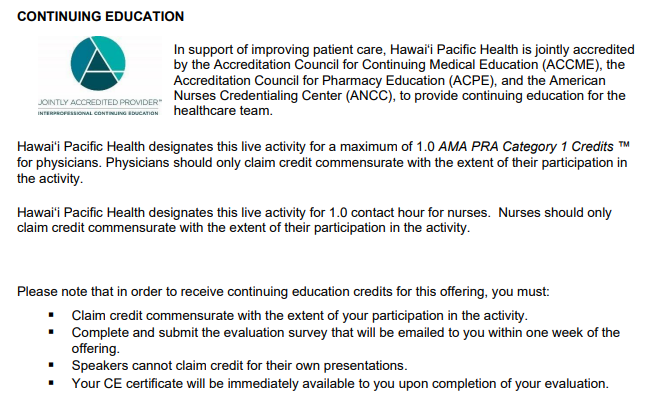 CONTINUING EDUCATION
In support of improving patient care, Hawai‘i Pacific Health is jointly accredited
by the Accreditation Council for Continuing Medical Education (ACCME), the
Accreditation Council for Pharmacy Education (ACPE), and the American
Nurses Credentialing Center (ANCC), to provide continuing education for the
healthcare team.
JOINTLY ACCREDITED PROVIDER™
INTERPROFESSIONAL CONTINUING EDUCATION
Hawai‘i Pacific Health designates this live activity for a maximum of 1.0 AMA PRA Category 1 Credits ™
for physicians. Physicians should only claim credit commensurate with the extent of their participation in
the activity.
Hawai‘i Pacific Health designates this live activity for 1.0 contact hour for nurses.  Nurses should only
claim credit commensurate with the extent of their participation in the activity.
Please note that in order to receive continuing education credits for this offering, you must:
▪ Claim credit commensurate with the extent of your participation in the activity.
▪ Complete and submit the evaluation survey that will be emailed to you within one week of the
offering.
▪ Speakers cannot claim credit for their own presentations.
▪ Your CE certificate will be immediately available to you upon completion of your evaluation.